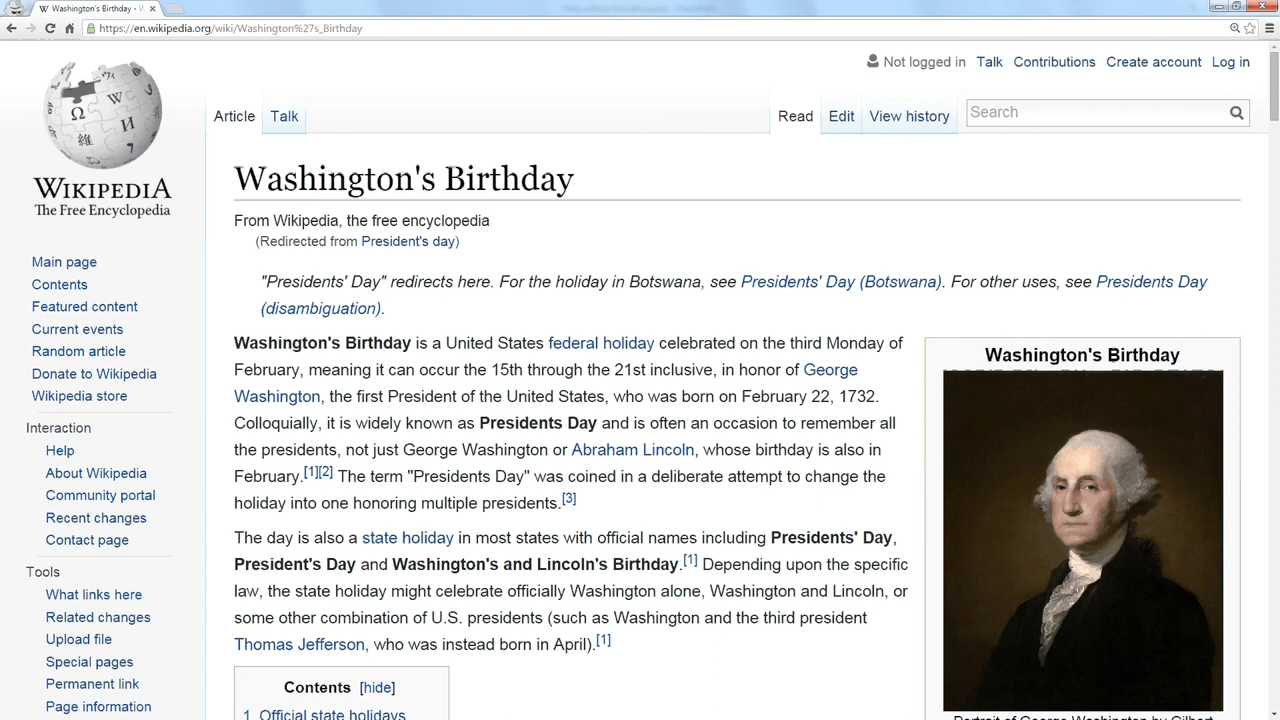 Washington's Birthday - W
https://en.wikipedia.org/wiki/Washington%27s_Birthday
Not logged in Talk Contributions Create account Log in
Article Talk Read Edit View history Search
WIKIPEDIA
The Free Encyclopedia
Washington's Birthday
From Wikipedia, the free encyclopedia
(Redirected from President's day)
"Presidents' Day" redirects here. For the holiday in Botswana, see Presidents' Day (Botswana). For other uses, see Presidents Day
(disambiguation).
Main page
Contents
Featured content
Current events
Random article
Donate to Wikipedia
Wikipedia store
Interaction
Help
About Wikipedia
Community portal
Recent changes
Contact page
Tools
What links here
Related changes
Upload file
Special pages
Permanent link
Page information
Washington's Birthday is a United States federal holiday celebrated on the third Monday of
February, meaning it can occur the 15th through the 21st inclusive, in honor of George
Washington, the first President of the United States, who was born on February 22, 1732.
Colloquially, it is widely known as Presidents Day and is often an occasion to remember all
the presidents, not just George Washington or Abraham Lincoln, whose birthday is also in
February.[1][2] The term "Presidents Day" was coined in a deliberate attempt to change the
holiday into one honoring multiple presidents.[3]
The day is also a state holiday in most states with official names including Presidents' Day,
President's Day and Washington's and Lincoln's Birthday.[1] Depending upon the specific
law, the state holiday might celebrate officially Washington alone, Washington and Lincoln, or
some other combination of U.S. presidents (such as Washington and the third president
Thomas Jefferson, who was instead born in April).[1]
Contents [hide]
1 Official state holidays
Washington's Birthday
Portrait of George Washington by Gilbert